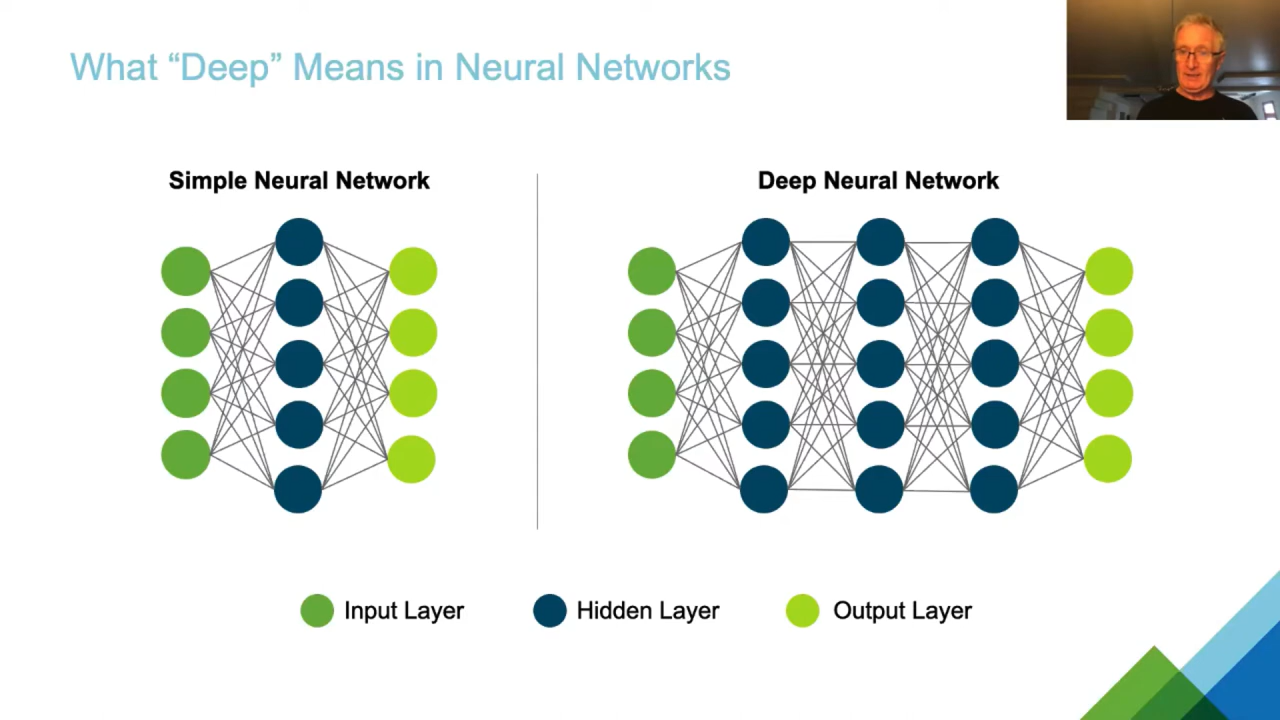 What “Deep” Means in Neural Networks
Simple Neural Network
Deep Neural Network
Input Layer
Hidden Layer
Output Layer